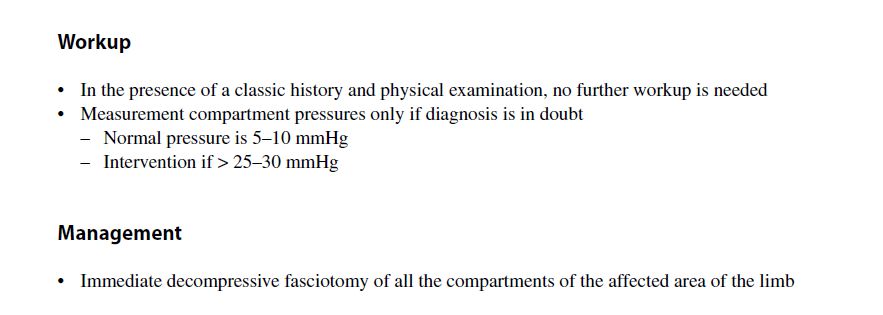 Workup
• In the presence of a classic history and physical examination, no further workup is needed
• Measurement compartment pressures only if diagnosis is in doubt
– Normal pressure is 5–10 mmHg
– Intervention if > 25–30 mmHg
Management
• Immediate decompressive fasciotomy of all the compartments of the affected area of the limb